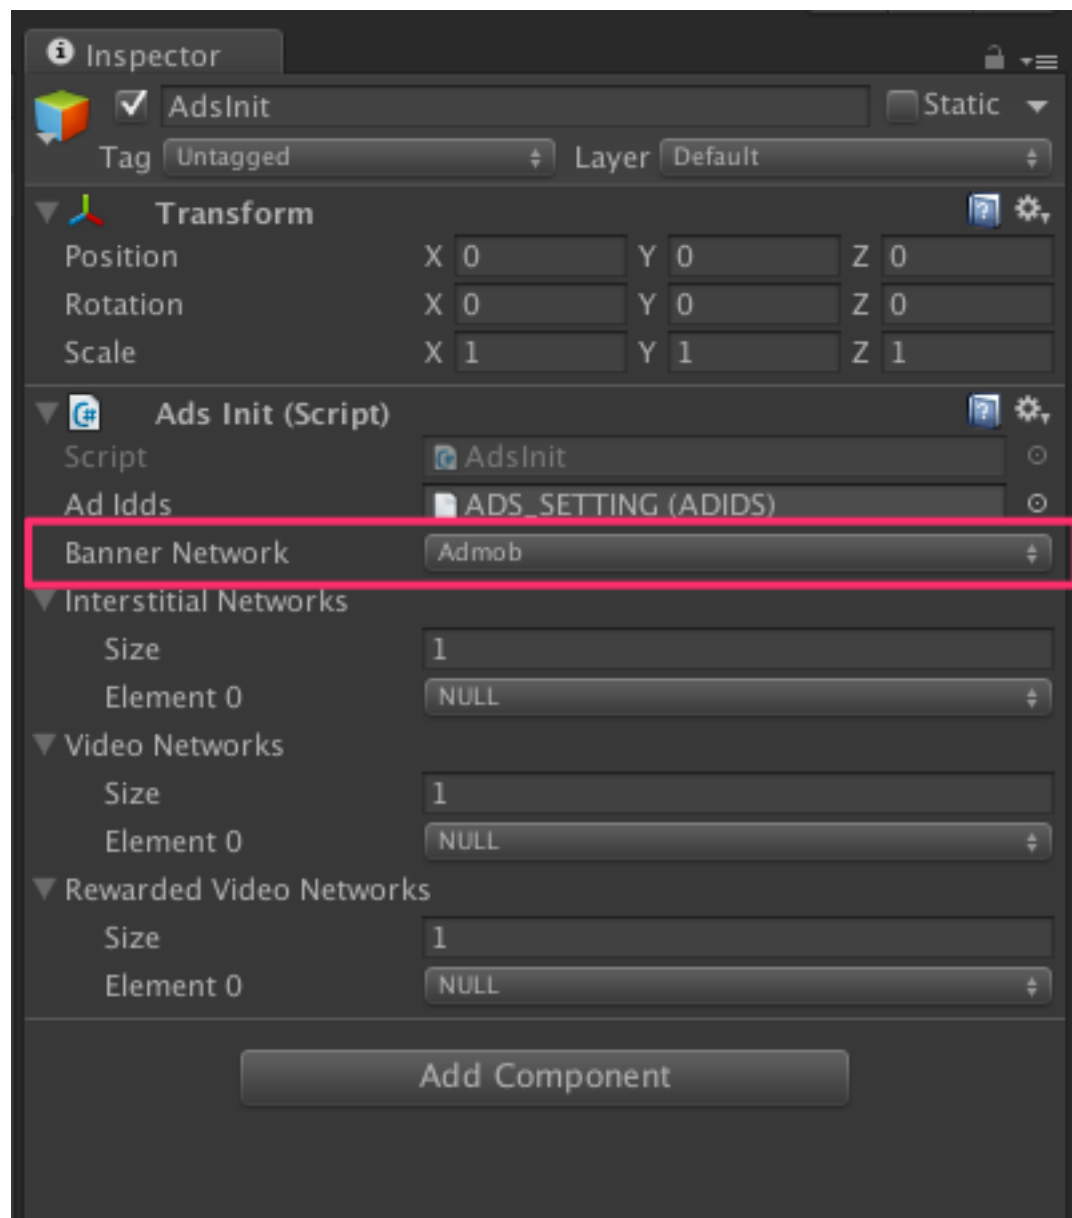 Inspector
AdsInit Static
Tag Untagged Layer Default
Transform
Position X 0 Y 0 Z 0
Rotation X 0 Y 0 Z 0
Scale X 1 Y 1 Z 1
Ads Init (Script)
Script AdsInit
Ad Idds ADS_SETTING (ADIDS)
Banner Network Admob
Interstitial Networks
Size 1
Element 0 NULL
Video Networks
Size 1
Element 0 NULL
Rewarded Video Networks
Size 1
Element 0 NULL
Add Component